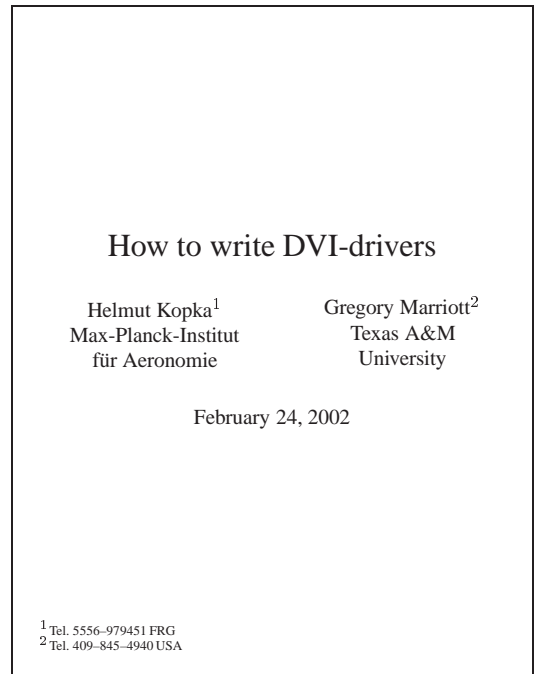 How to write DVI-drivers
Helmut Kopka¹
Max-Planck-Institut
für Aeronomie
Gregory Marriott²
Texas A&M
University
February 24, 2002
¹ Tel. 5556–979451 FRG
² Tel. 409–845–4940 USA